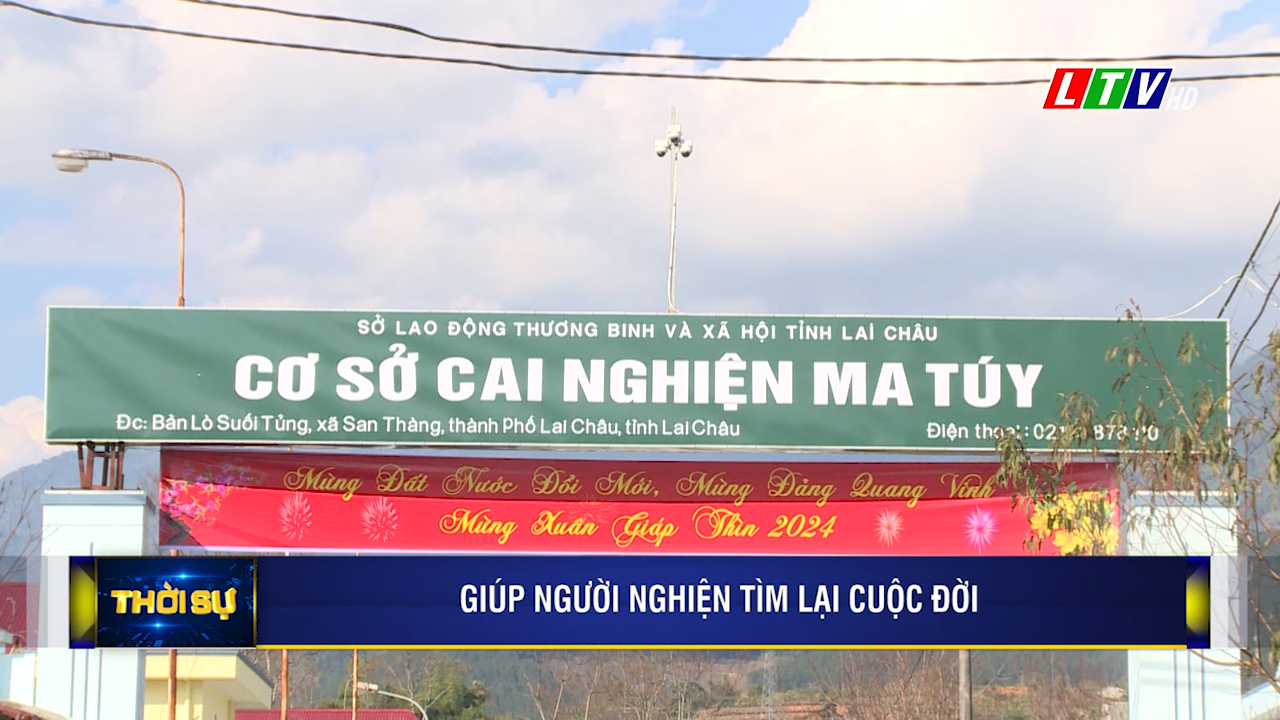 LTV HD
SỞ LAO ĐỘNG THƯƠNG BINH VÀ XÃ HỘI TỈNH LAI CHÂU
CƠ SỞ CAI NGHIỆN MA TÚY
Đc: Bản Lò Suối Tủng, xã San Thàng, thành Phố Lai Châu, tỉnh Lai Châu
Điện thoại:
Mừng Đất Nước Đổi Mới, Mừng Đảng Quang Vinh
Mừng Xuân Giáp Thìn 2024
THỜI SỰ
GIÚP NGƯỜI NGHIỆN TÌM LẠI CUỘC ĐỜI